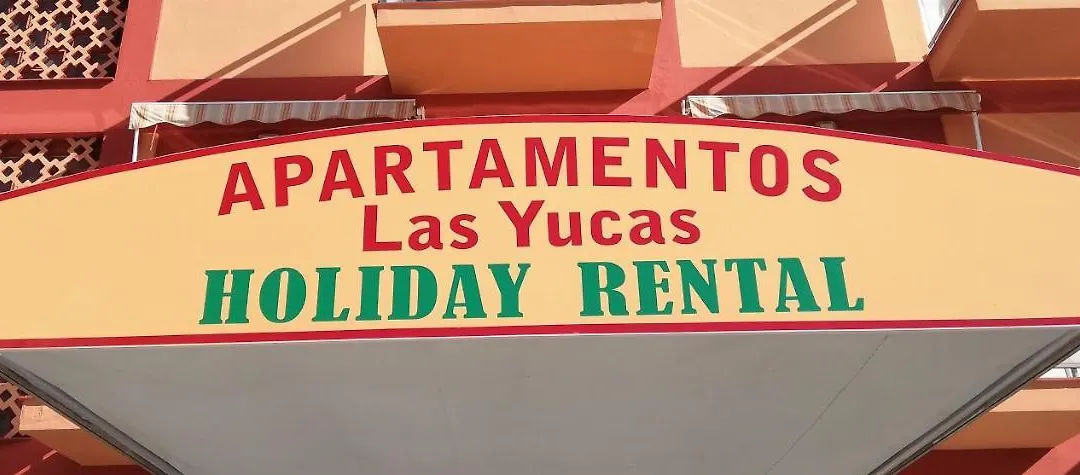 APARTAMENTOS
Las Yucas
HOLIDAY RENTAL